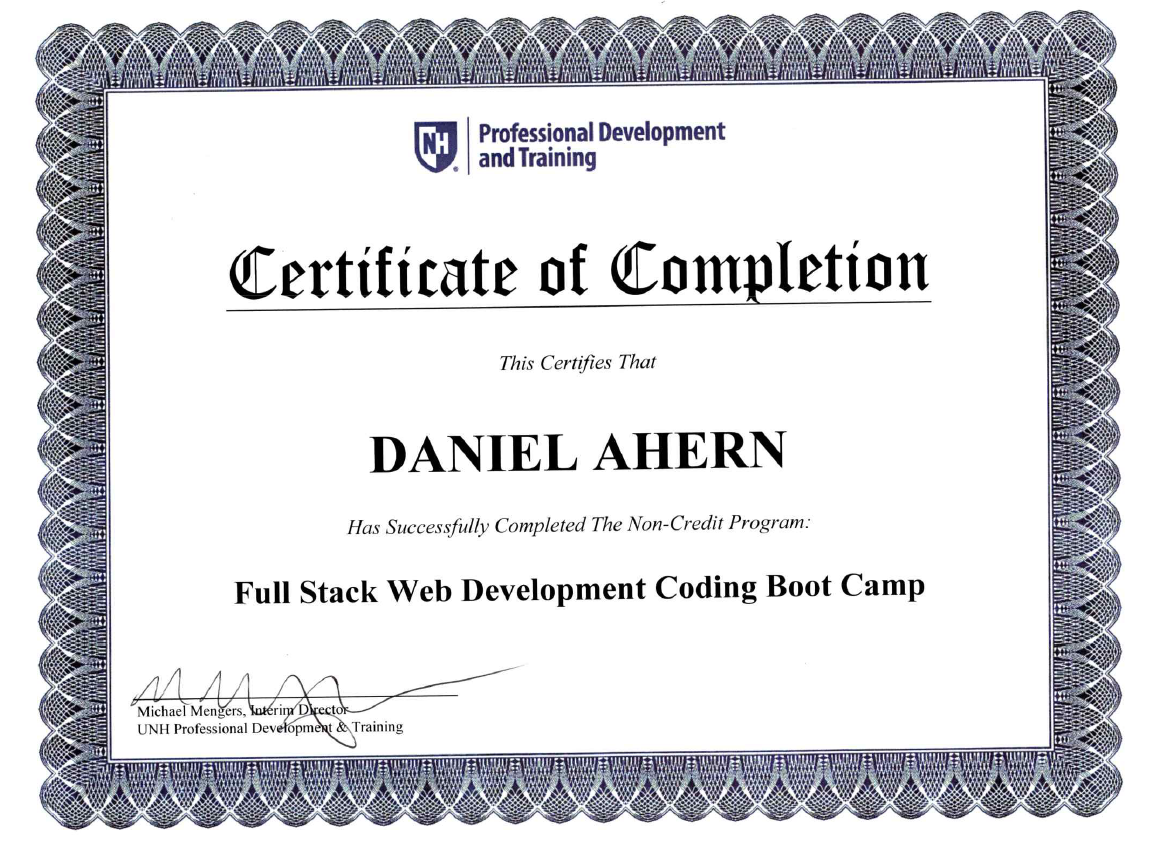 NH
Professional Development
and Training
Certificate of Completion
This Certifies That
DANIEL AHERN
Has Successfully Completed The Non-Credit Program:
Full Stack Web Development Coding Boot Camp
Michael Mengers, Interim Director
UNH Professional Development & Training